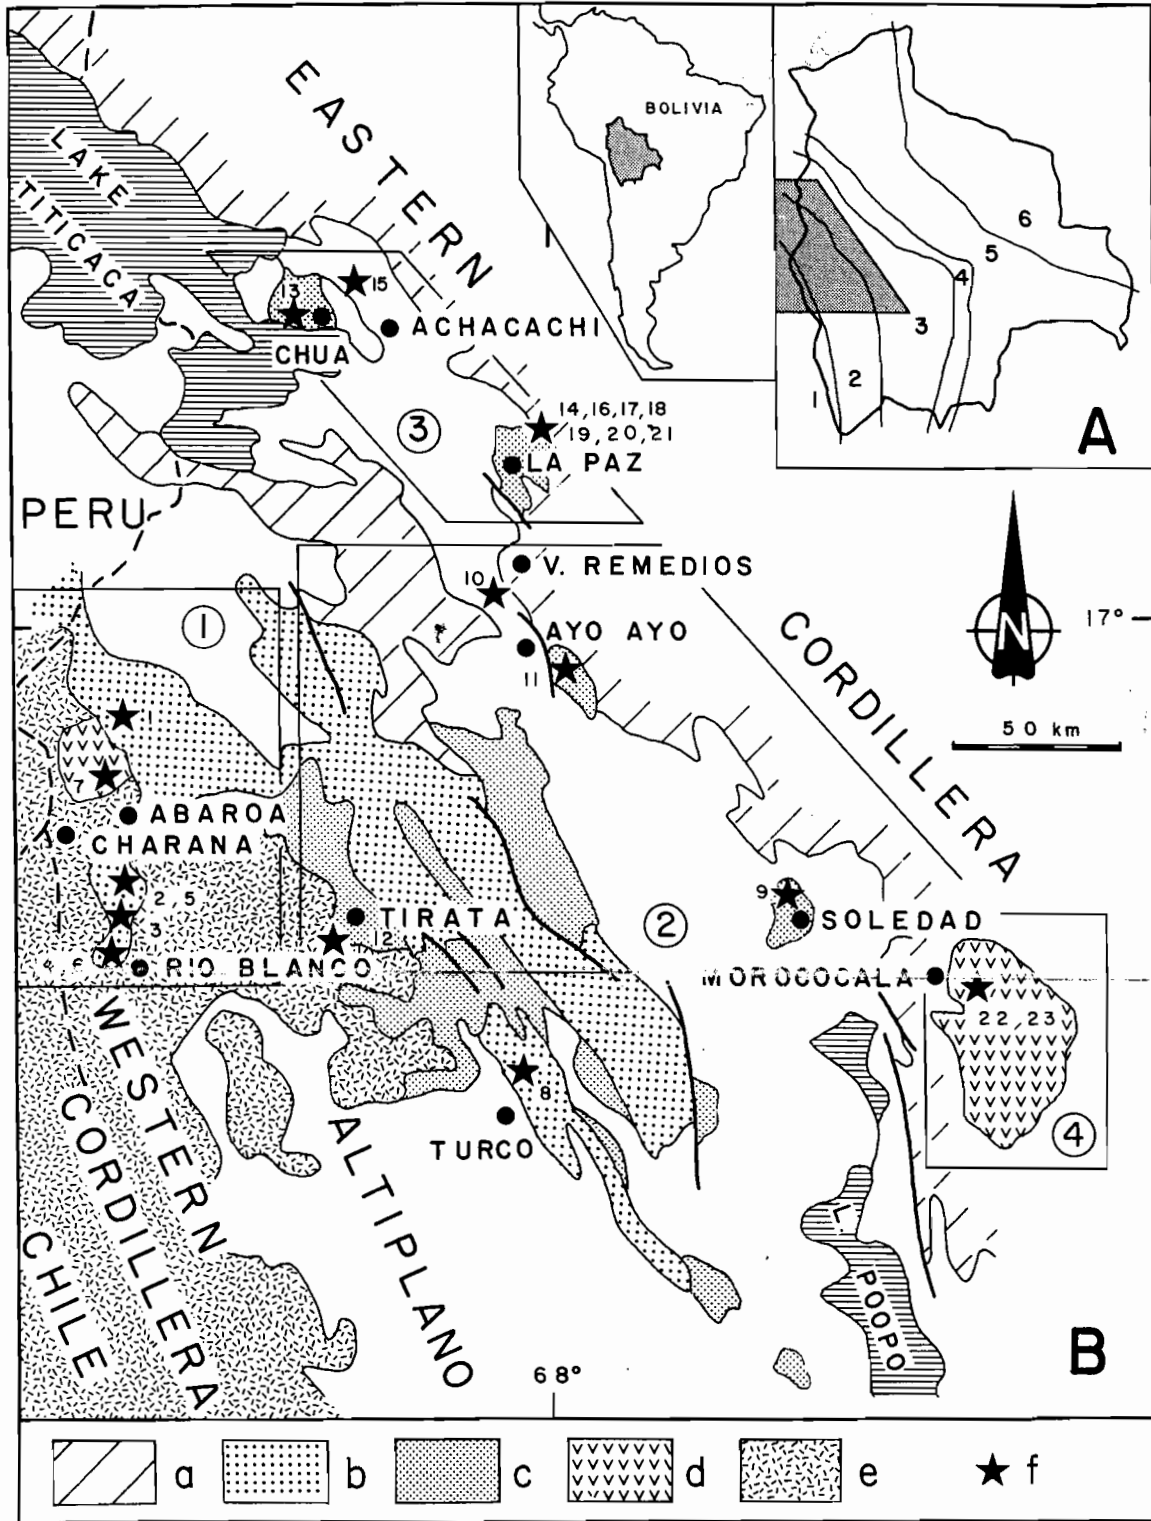 EASTERN
CORDILLERA
LAKE
TITICACA
BOLIVIA
1
2
3
4
5
6
A
13
15
ACHACACHI
CHUA
3
14,16,17,18
19,20,21
LA PAZ
PERU
V. REMEDIOS
10
AYO AYO
11
N
17°
50 km
1
1
7
ABAROA
CHARANA
2,5
3
6
RIO BLANCO
TIRATA
12
2
9
SOLEDAD
MOROCOCALA
22,23
4
8
TURCO
WESTERN
CORDILLERA
ALTIPLANO
CHILE
L. POOPO
68°
B
a
b
c
d
e
f